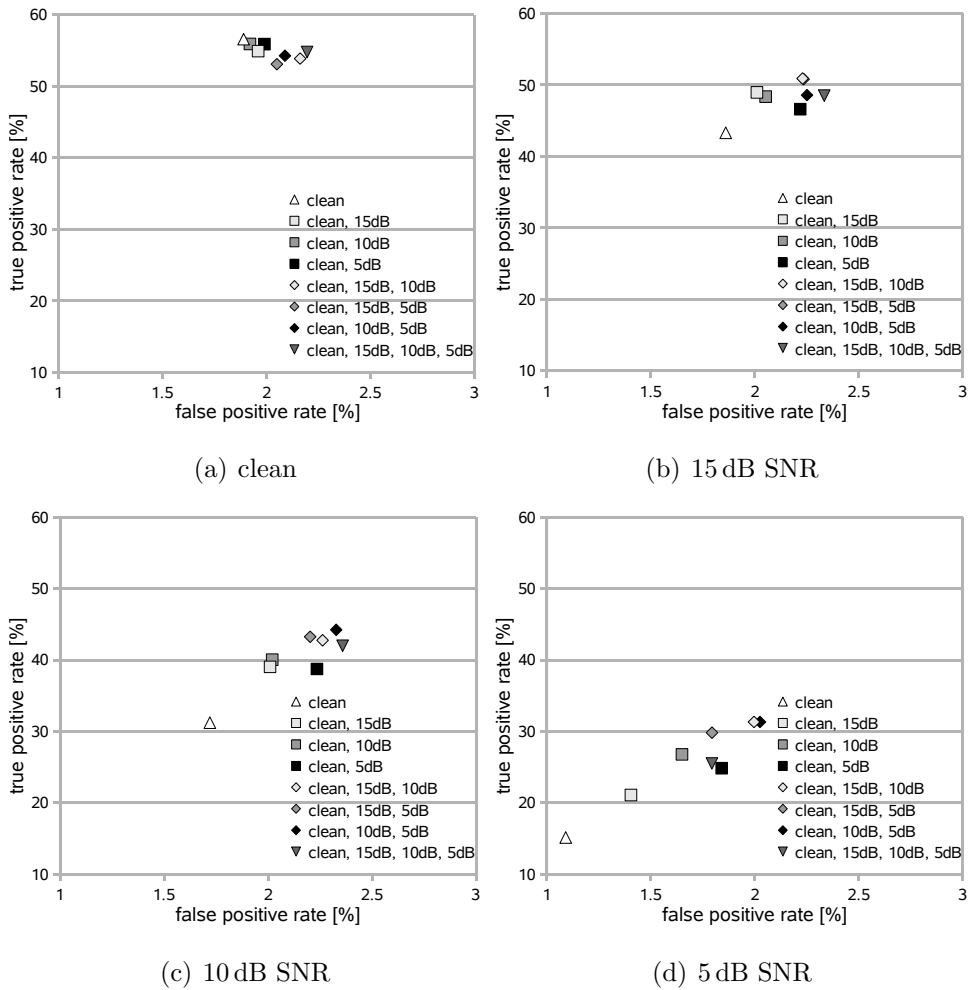 60
50
40
30
20
10
true positive rate [%]
clean
clean, 15dB
clean, 10dB
clean, 5dB
clean, 15dB, 10dB
clean, 15dB, 5dB
clean, 10dB, 5dB
clean, 15dB, 10dB, 5dB
1 1.5 2 2.5 3
false positive rate [%]
(a) clean
60
50
40
30
20
10
true positive rate [%]
clean
clean, 15dB
clean, 10dB
clean, 5dB
clean, 15dB, 10dB
clean, 15dB, 5dB
clean, 10dB, 5dB
clean, 15dB, 10dB, 5dB
1 1.5 2 2.5 3
false positive rate [%]
(b) 15 dB SNR
60
50
40
30
20
10
true positive rate [%]
clean
clean, 15dB
clean, 10dB
clean, 5dB
clean, 15dB, 10dB
clean, 15dB, 5dB
clean, 10dB, 5dB
clean, 15dB, 10dB, 5dB
1 1.5 2 2.5 3
false positive rate [%]
(c) 10 dB SNR
60
50
40
30
20
10
true positive rate [%]
clean
clean, 15dB
clean, 10dB
clean, 5dB
clean, 15dB, 10dB
clean, 15dB, 5dB
clean, 10dB, 5dB
clean, 15dB, 10dB, 5dB
1 1.5 2 2.5 3
false positive rate [%]
(d) 5 dB SNR